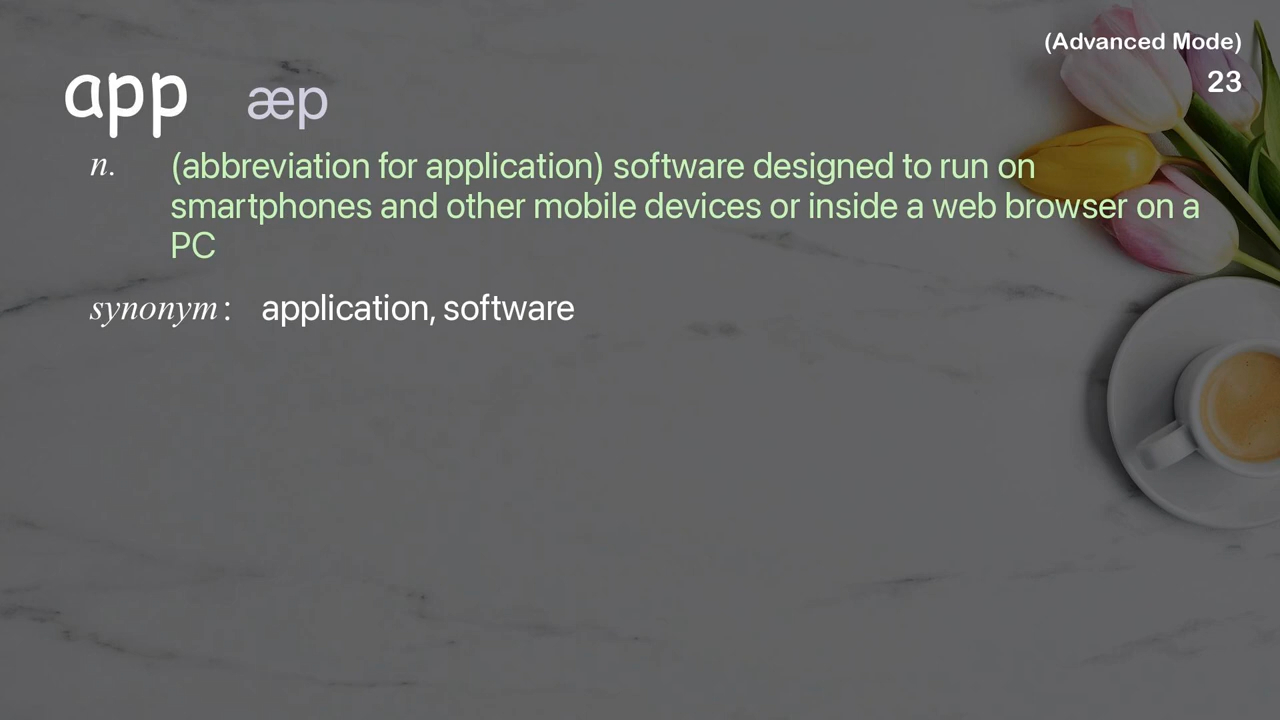 (Advanced Mode)
app æp
23
n. (abbreviation for application) software designed to run on
smartphones and other mobile devices or inside a web browser on a
PC
synonym: application, software